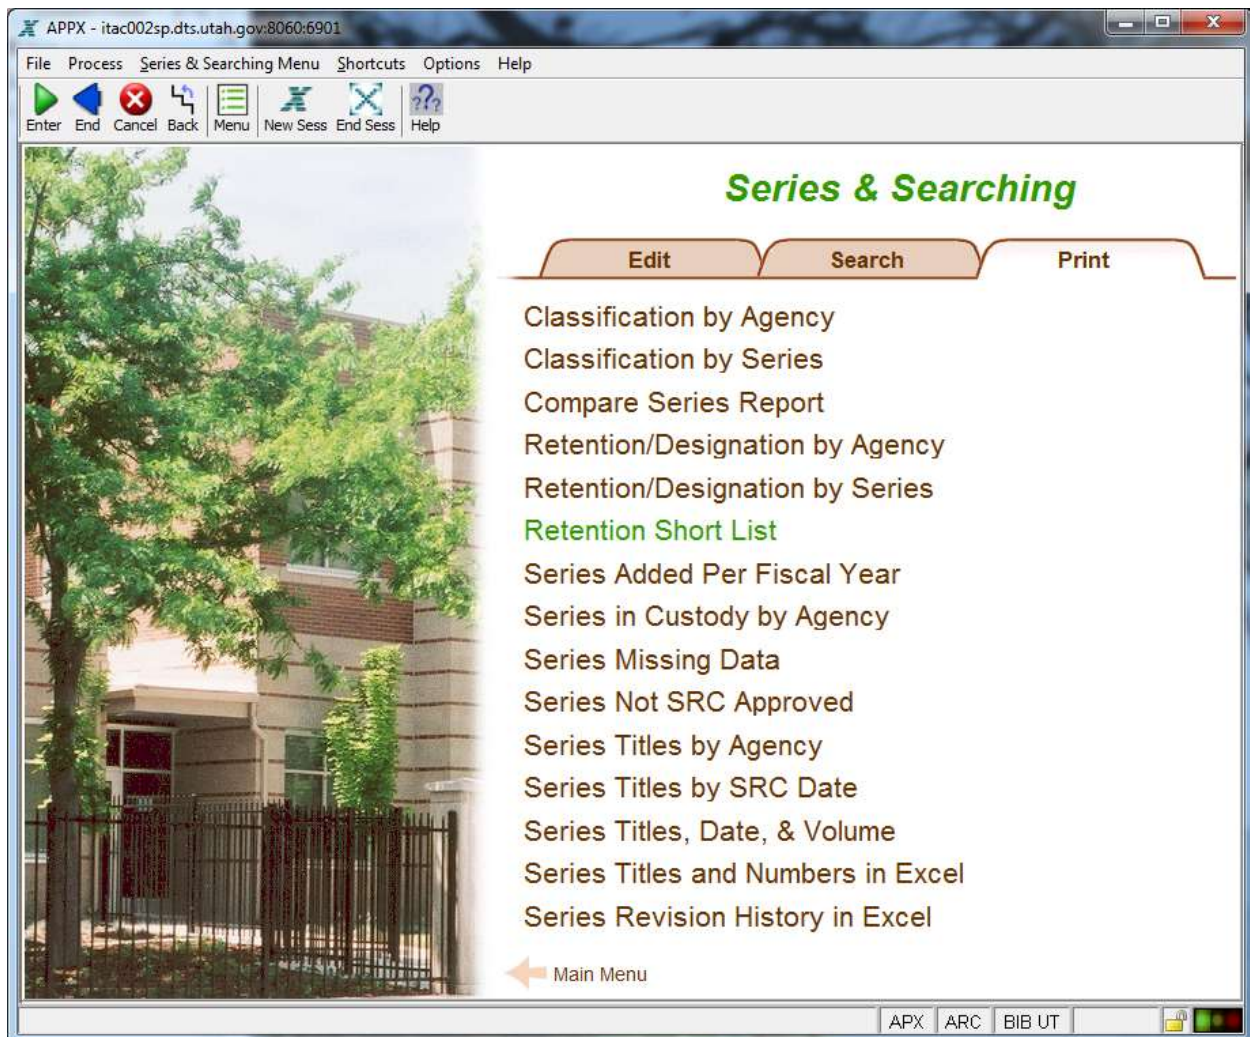 APPX - itac002sp.dts.utah.gov:8060:6901
File Process Series & Searching Menu Shortcuts Options Help
Enter End Cancel Back Menu New Sess End Sess Help
Series & Searching
Edit Search Print
Classification by Agency
Classification by Series
Compare Series Report
Retention/Designation by Agency
Retention/Designation by Series
Retention Short List
Series Added Per Fiscal Year
Series in Custody by Agency
Series Missing Data
Series Not SRC Approved
Series Titles by Agency
Series Titles by SRC Date
Series Titles, Date, & Volume
Series Titles and Numbers in Excel
Series Revision History in Excel
Main Menu
APX ARC BIB UT